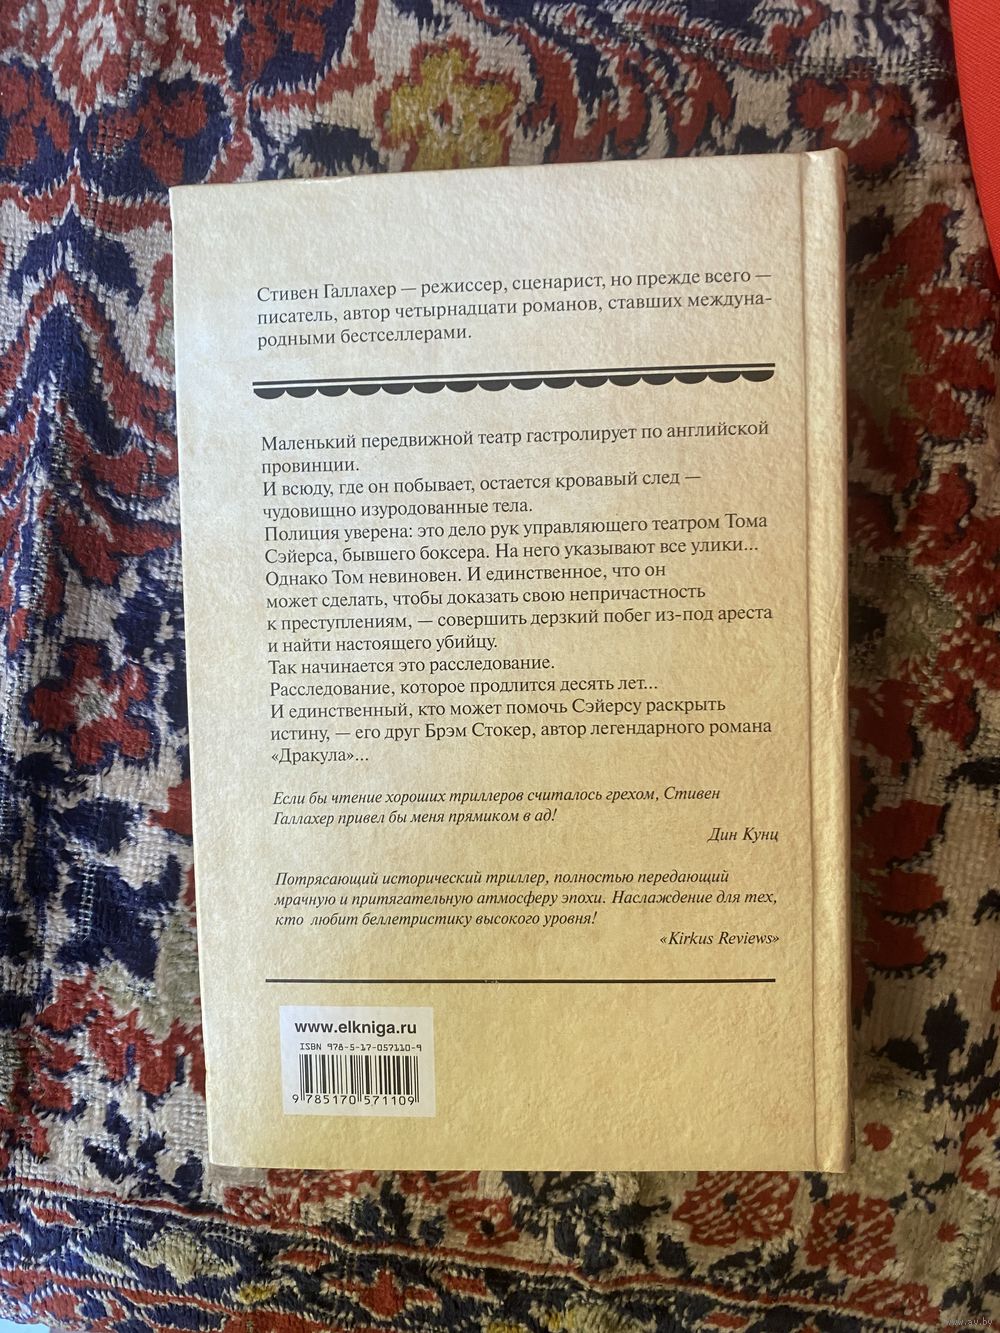 Стивен Галлахер — режиссер, сценарист, но прежде всего —
писатель, автор четырнадцати романов, ставших междуна-
родными бестселлерами.
Маленький передвижной театр гастролирует по английской
провинции.
И всюду, где он побывает, остается кровавый след —
чудовищно изуродованные тела.
Полиция уверена: это дело рук управляющего театром Тома
Сэйерса, бывшего боксера. На него указывают все улики...
Однако Том невиновен. И единственное, что он
может сделать, чтобы доказать свою непричастность
к преступлениям, — совершить дерзкий побег из-под ареста
и найти настоящего убийцу.
Так начинается это расследование.
Расследование, которое продлится десять лет...
И единственный, кто может помочь Сэйерсу раскрыть
истину, — его друг Брэм Стокер, автор легендарного романа
«Дракула»...
Если бы чтение хороших триллеров считалось грехом, Стивен
Галлахер привел бы меня прямиком в ад!
Дин Кунц
Потрясающий исторический триллер, полностью передающий
мрачную и притягательную атмосферу эпохи. Наслаждение для тех,
кто любит беллетристику высокого уровня!
«Kirkus Reviews»
www.elkniga.ru
ISBN 978-5-17-057110-9
9 785170 571109
www.av.by